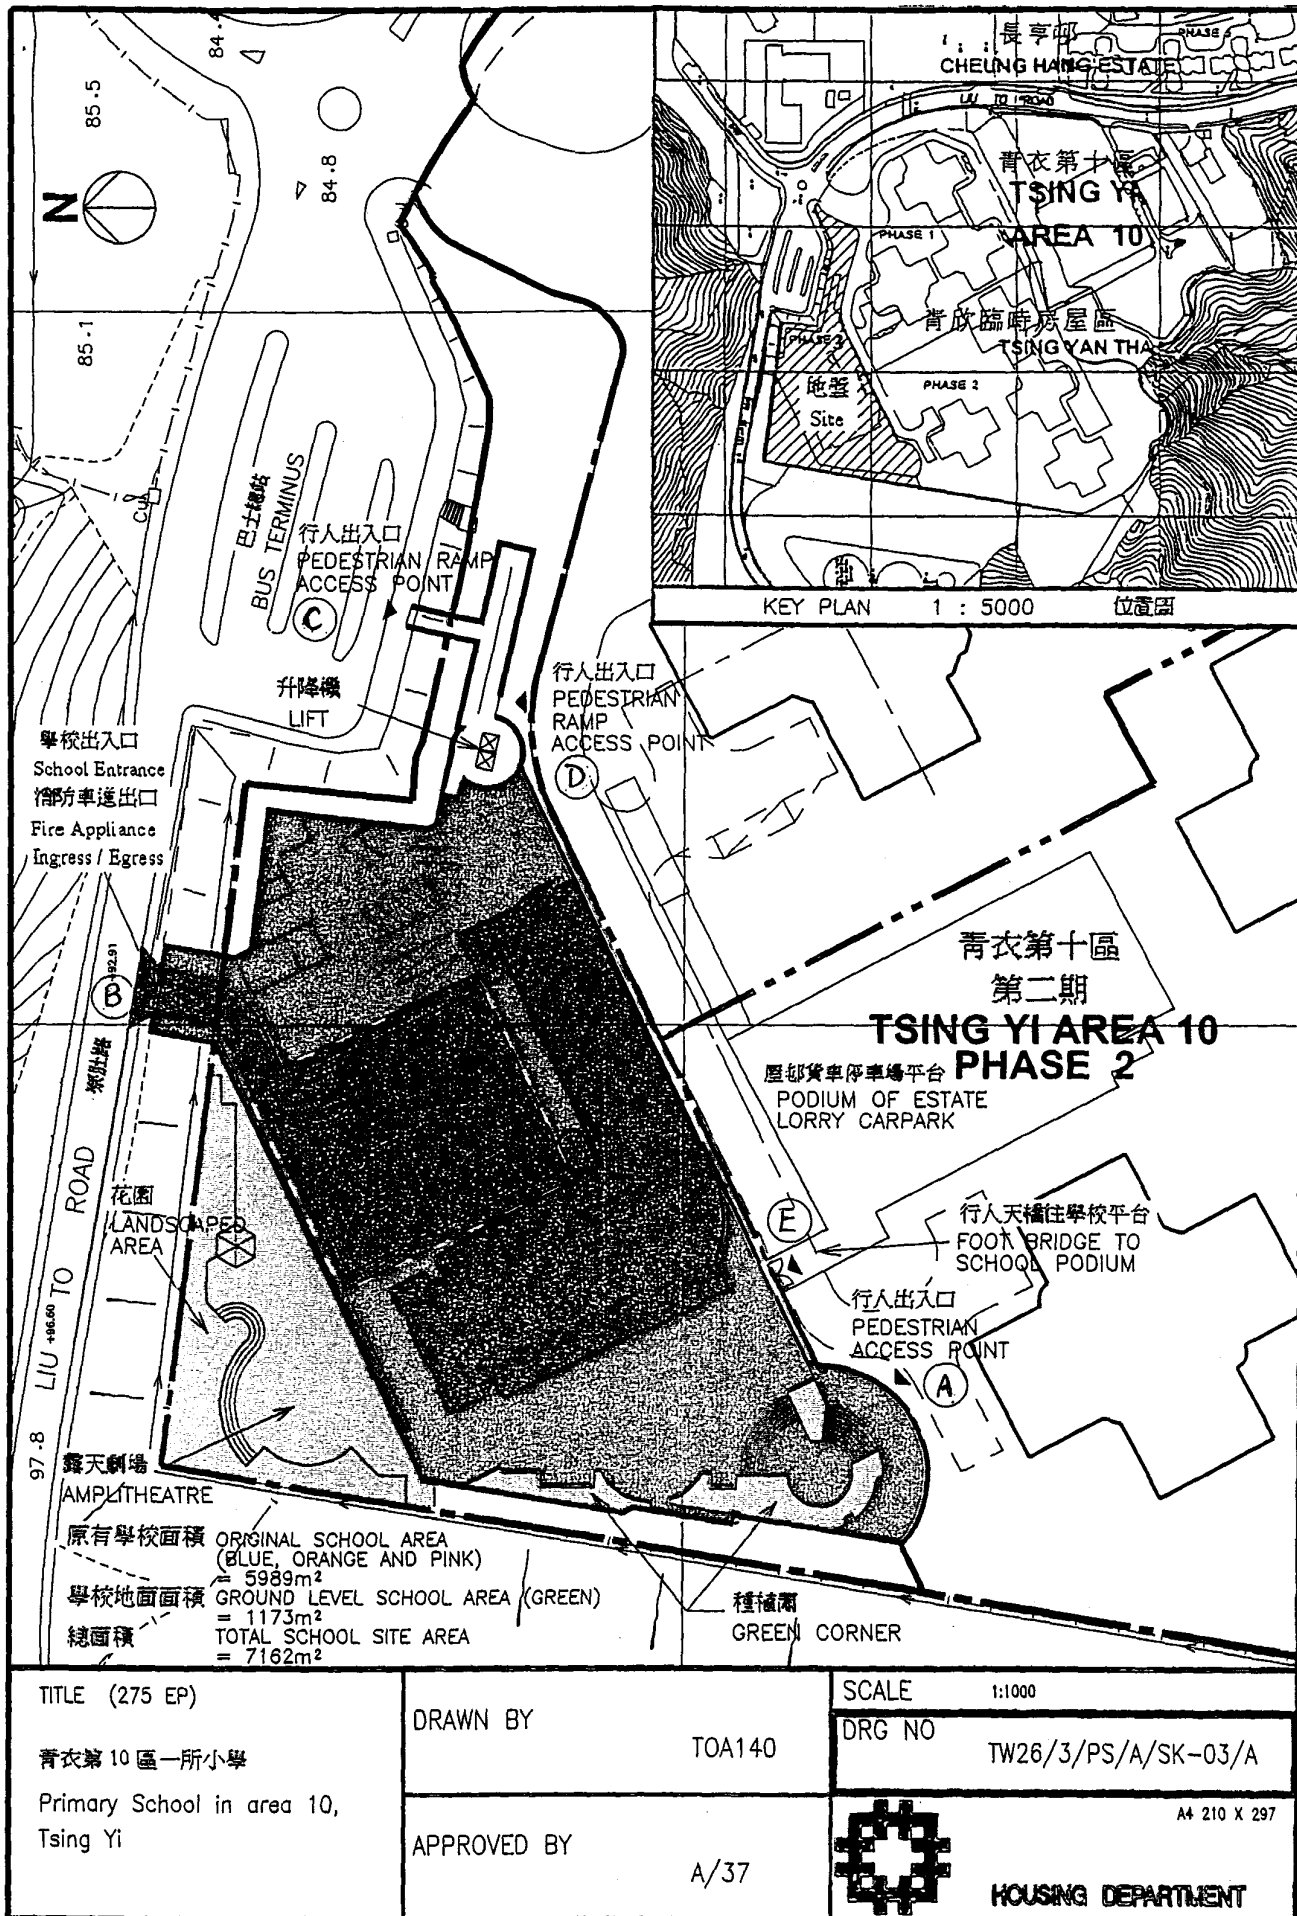 84.
85.5
84.8
N
85.1
巴士總站
BUS TERMINUS
行人出入口
PEDESTRIAN RAMP
ACCESS POINT
C
升降機
LIFT
行人出入口
PEDESTRIAN
RAMP
ACCESS POINT
D
學校出入口
School Entrance
消防車進出口
Fire Appliance
Ingress / Egress
+92.91
B
寮肚路
LIU TO ROAD
+96.60
97.8
花園
LANDSCAPED
AREA
露天劇場
AMPLITHEATRE
長亨邨
CHEUNG HANG ESTATE
LIU TO ROAD
青衣第十區
TSING YI
AREA 10
PHASE 1
TSING YAN THA
PHASE 3
PHASE 2
地盤
Site
KEY PLAN 1 : 5000 位置圖
青衣第十區
第二期
TSING YI AREA 10
PHASE 2
屋邨貨車停車場平台
PODIUM OF ESTATE
LORRY CARPARK
E
行人天橋往學校平台
FOOT BRIDGE TO
SCHOOL PODIUM
行人出入口
PEDESTRIAN
ACCESS POINT
A
原有學校面積 ORIGINAL SCHOOL AREA
(BLUE, ORANGE AND PINK)
= 5989m²
學校地面面積 GROUND LEVEL SCHOOL AREA (GREEN)
= 1173m²
總面積 TOTAL SCHOOL SITE AREA
= 7162m²
種植園
GREEN CORNER
TITLE (275 EP)
青衣第 10 區一所小學
Primary School in area 10,
Tsing Yi
DRAWN BY
TOA140
APPROVED BY
A/37
SCALE 1:1000
DRG NO
TW26/3/PS/A/SK-03/A
A4 210 X 297
HOUSING DEPARTMENT